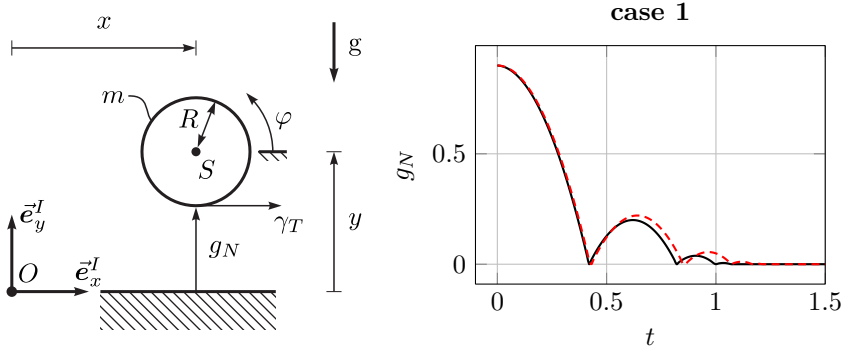 x
g
m
R
φ
S
y
γ_T
g_N
e⃗_y^I
O
e⃗_x^I
case 1
g_N
0.5
0
0
0.5
1
1.5
t